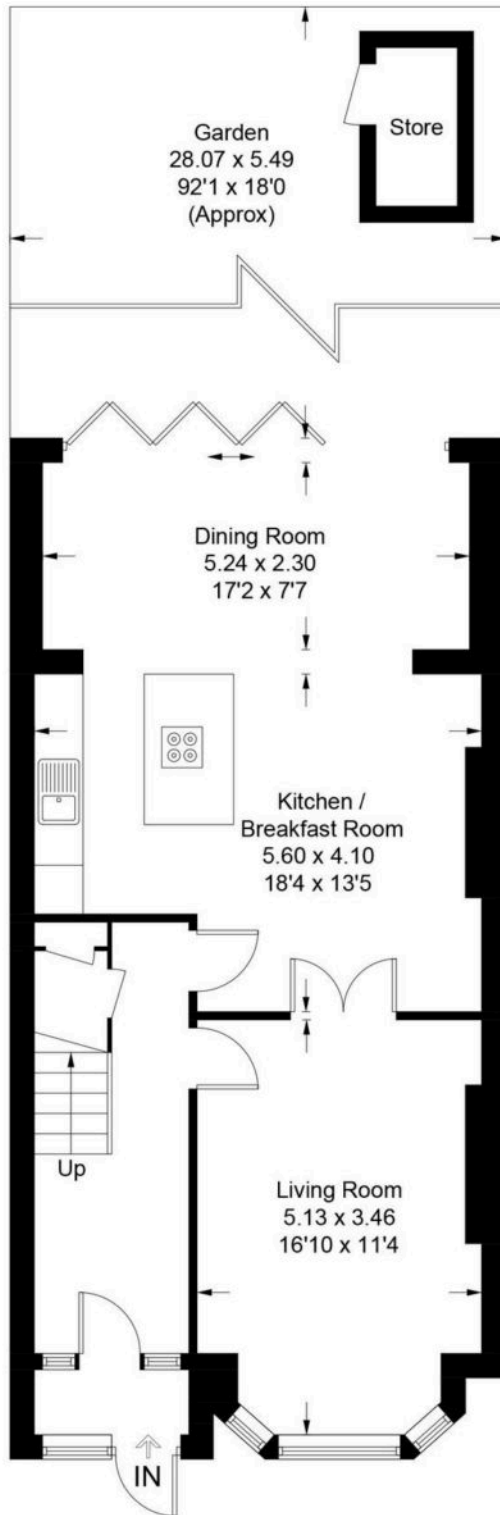 Garden
28.07 x 5.49
92'1 x 18'0
(Approx)
Store
Dining Room
5.24 x 2.30
17'2 x 7'7
Kitchen /
Breakfast Room
5.60 x 4.10
18'4 x 13'5
Up
Living Room
5.13 x 3.46
16'10 x 11'4
IN